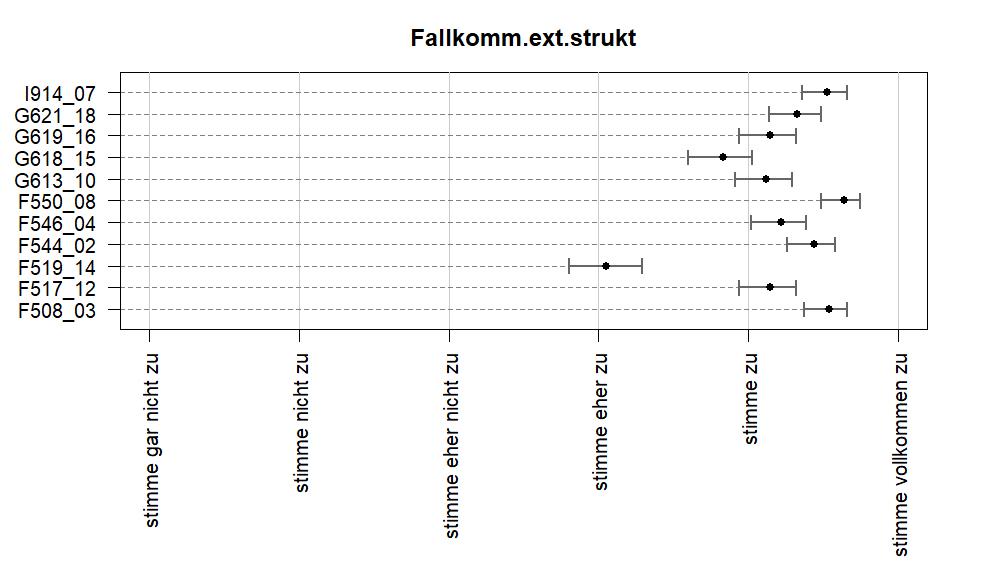 Fallkomm.ext.strukt
I914_07
G621_18
G619_16
G618_15
G613_10
F550_08
F546_04
F544_02
F519_14
F517_12
F508_03
stimme gar nicht zu
stimme nicht zu
stimme eher nicht zu
stimme eher zu
stimme zu
stimme vollkommen zu